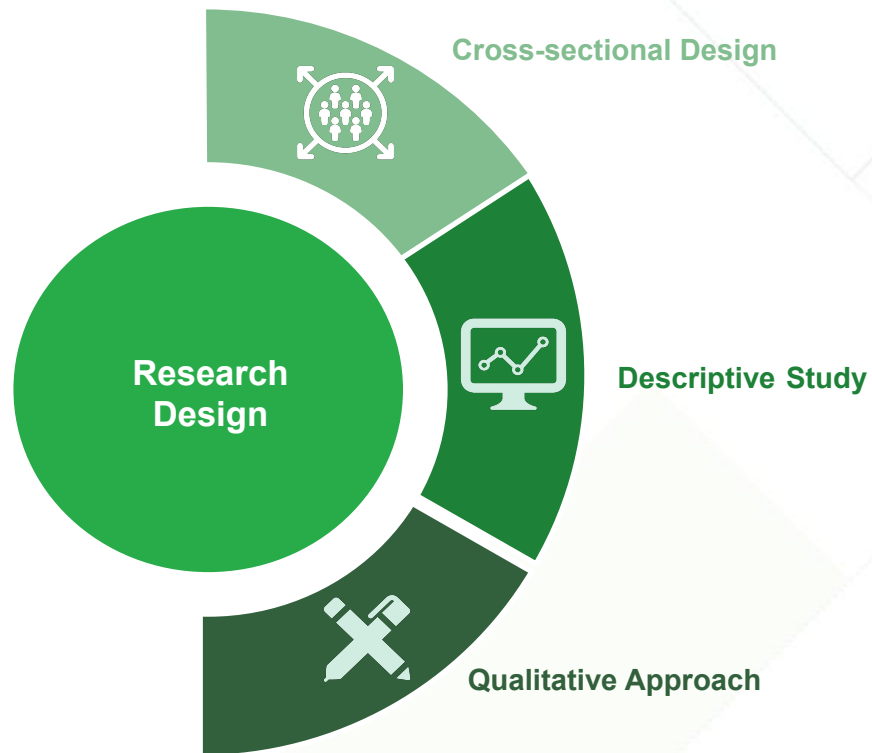 Cross-sectional Design
Research
Design
Descriptive Study
Qualitative Approach